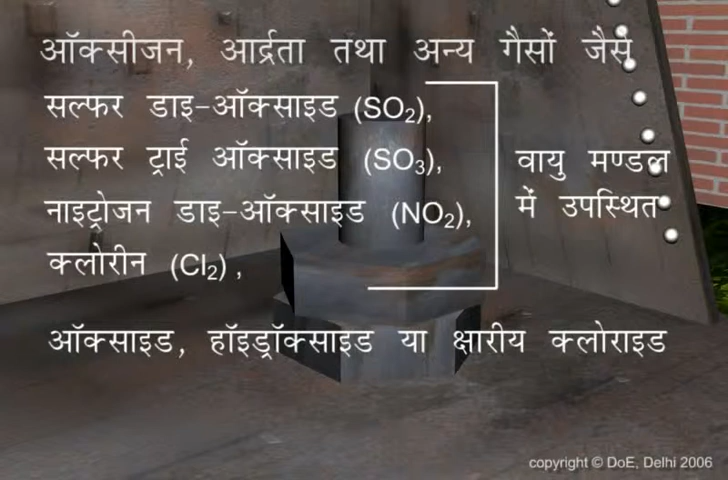 ऑक्सीजन, आर्द्रता तथा अन्य गैसों जैसे
सल्फर डाइ-ऑक्साइड (SO₂),
सल्फर ट्राई ऑक्साइड (SO₃),
नाइट्रोजन डाइ-ऑक्साइड (NO₂),
क्लोरीन (Cl₂),
वायु मण्डल
में उपस्थित
ऑक्साइड, हॉइड्रॉक्साइड या क्षारीय क्लोराइड
copyright © DoE, Delhi 2006